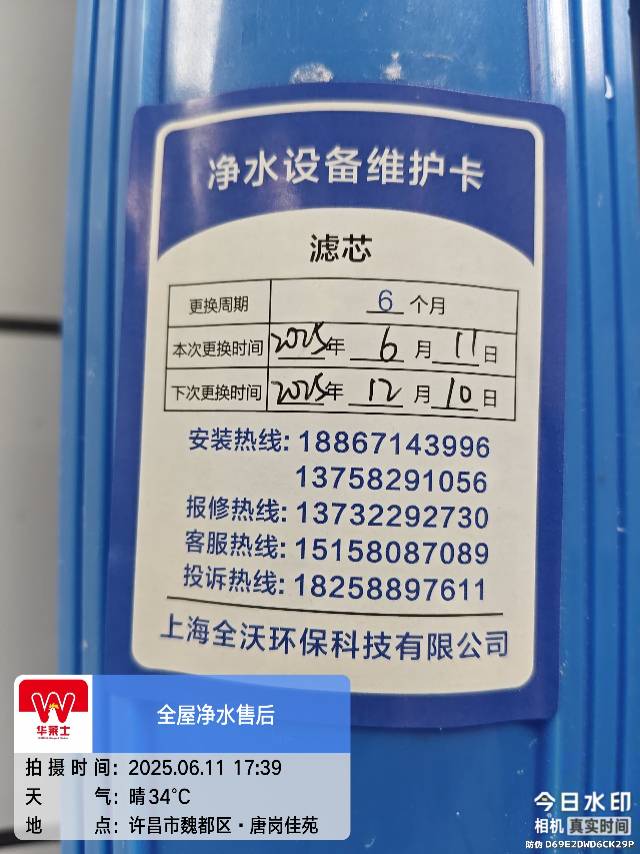 净水设备维护卡
滤芯
更换周期 6 个月
本次更换时间 2025年 6 月 11 日
下次更换时间 2025年 12 月 10 日
安装热线: 18867143996
13758291056
报修热线: 13732292730
客服热线: 15158087089
投诉热线: 18258897611
上海全沃环保科技有限公司
华莱士
全屋净水售后
拍摄时间: 2025.06.11 17:39
天 气: 晴 34℃
地 点: 许昌市魏都区·唐岗佳苑
今日水印
相机 真实时间
防伪 D69E2DWD6CK29P